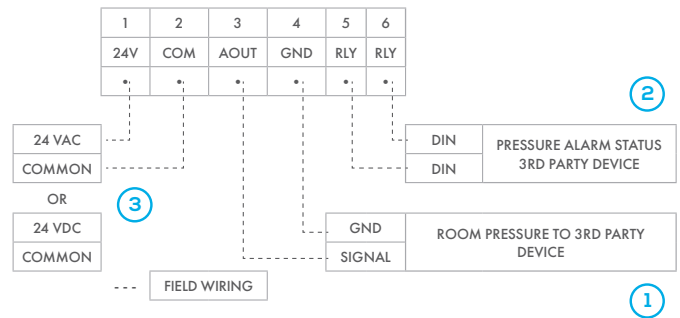 1 2 3 4 5 6
24V COM AOUT GND RLY RLY
2
24 VAC
COMMON
OR
24 VDC
COMMON
3
DIN
DIN
PRESSURE ALARM STATUS
3RD PARTY DEVICE
GND
SIGNAL
ROOM PRESSURE TO 3RD PARTY
DEVICE
--- FIELD WIRING
1